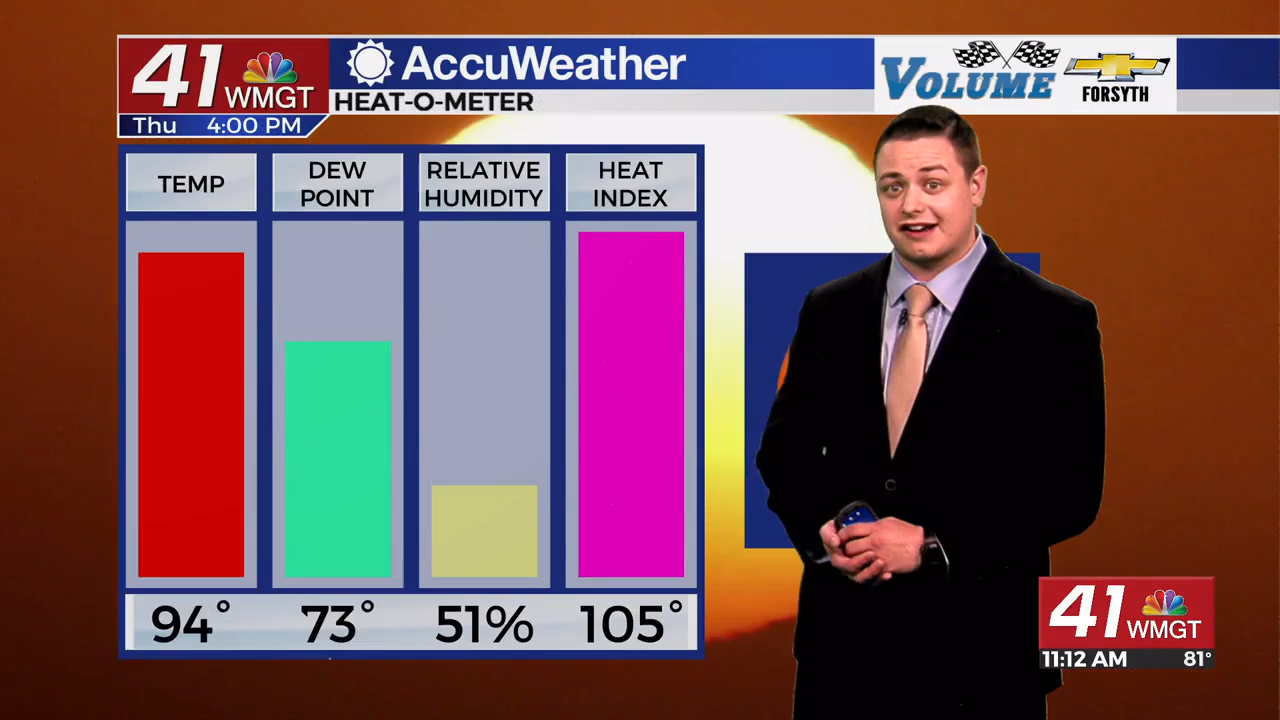 41
WMGT
Thu 4:00 PM
AccuWeather
HEAT-O-METER
VOLUME
FORSYTH
TEMP
DEW
POINT
RELATIVE
HUMIDITY
HEAT
INDEX
94°
73°
51%
105°
41
WMGT
11:12 AM 81°